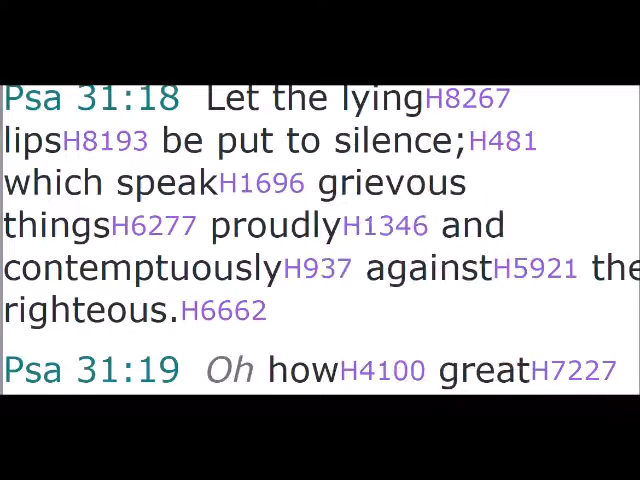 Psa 31:18 Let the lyingH8267
lipsH8193 be put to silence;H481
which speakH1696 grievous
thingsH6277 proudlyH1346 and
contemptuouslyH937 againstH5921 the
righteous.H6662
Psa 31:19 Oh howH4100 greatH7227